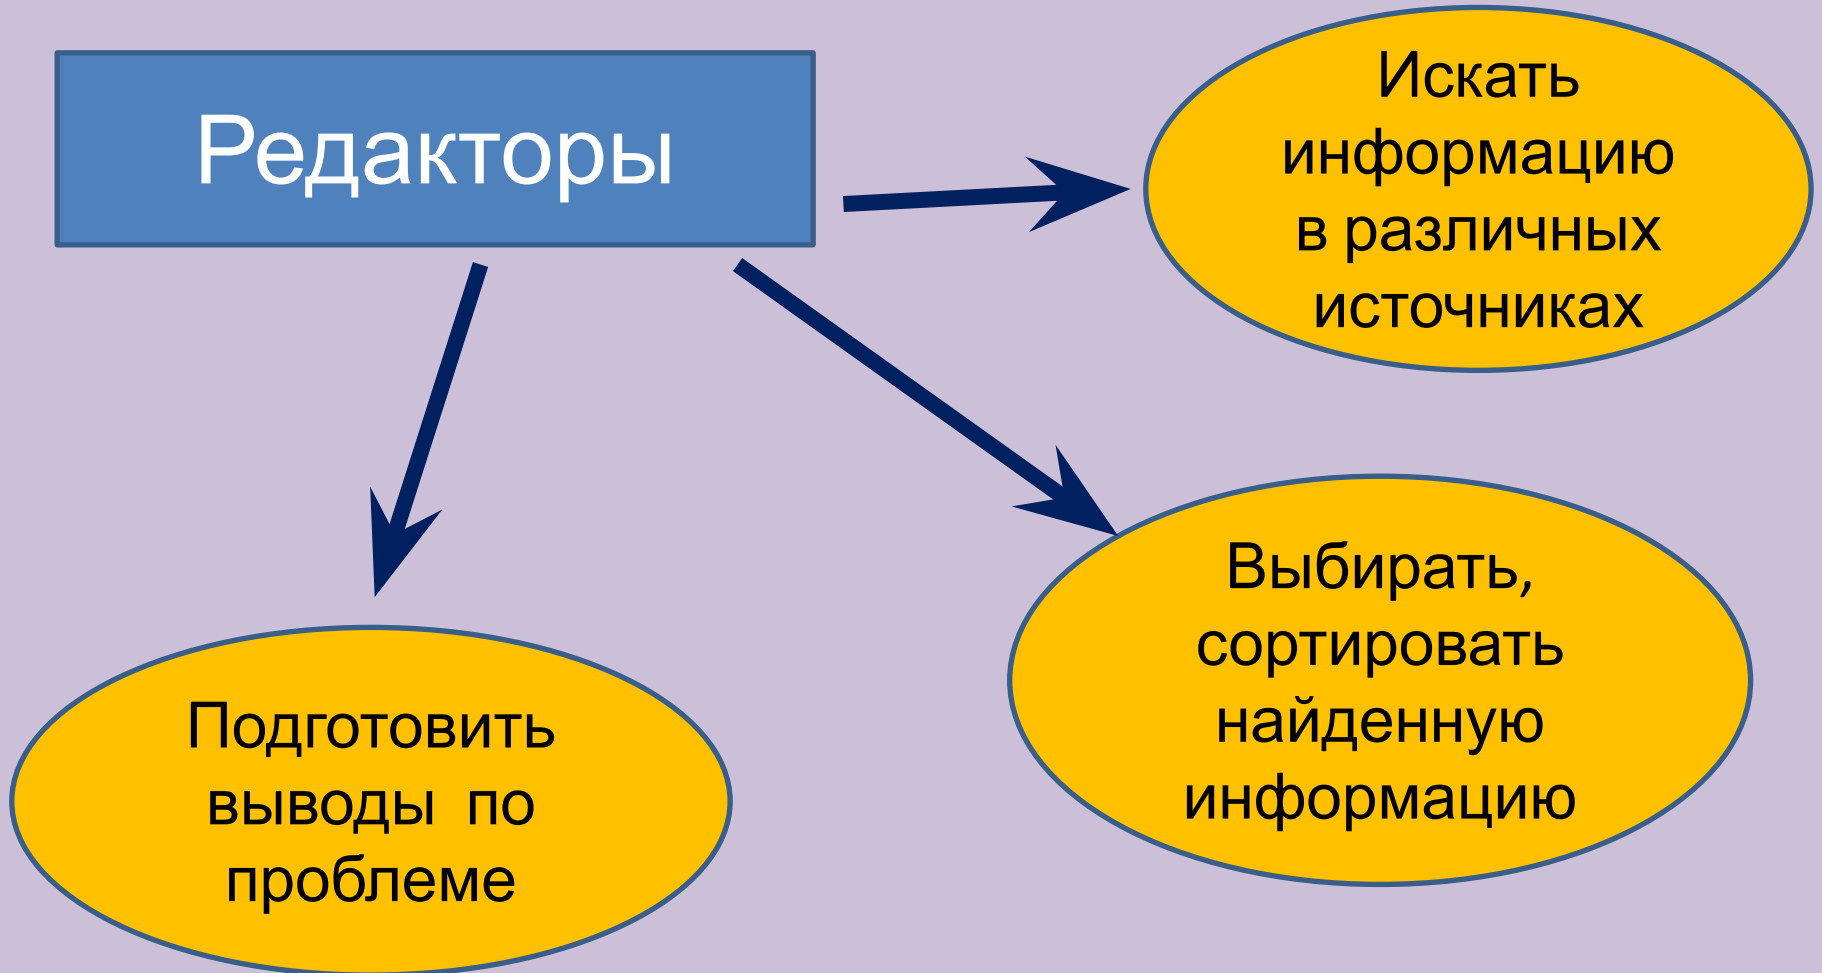 Редакторы
Искать
информацию
в различных
источниках
Выбирать,
сортировать
найденную
информацию
Подготовить
выводы по
проблеме